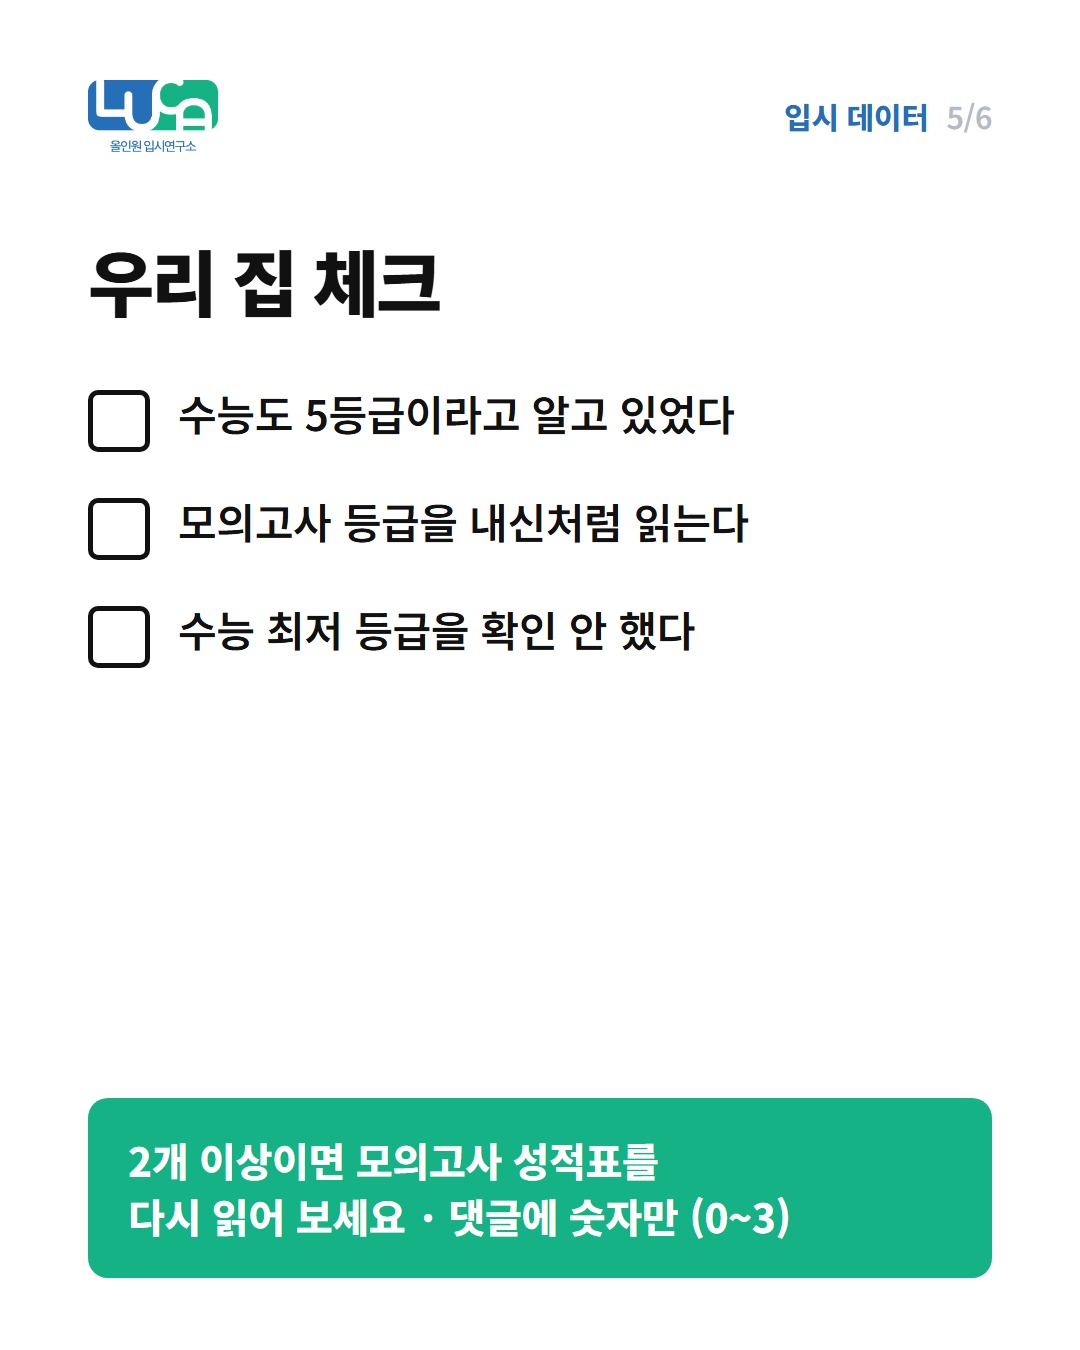 LUCA
올인원 입시연구소
입시 데이터 5/6
우리 집 체크
수능도 5등급이라고 알고 있었다
모의고사 등급을 내신처럼 읽는다
수능 최저 등급을 확인 안 했다
2개 이상이면 모의고사 성적표를
다시 읽어 보세요 · 댓글에 숫자만 (0~3)